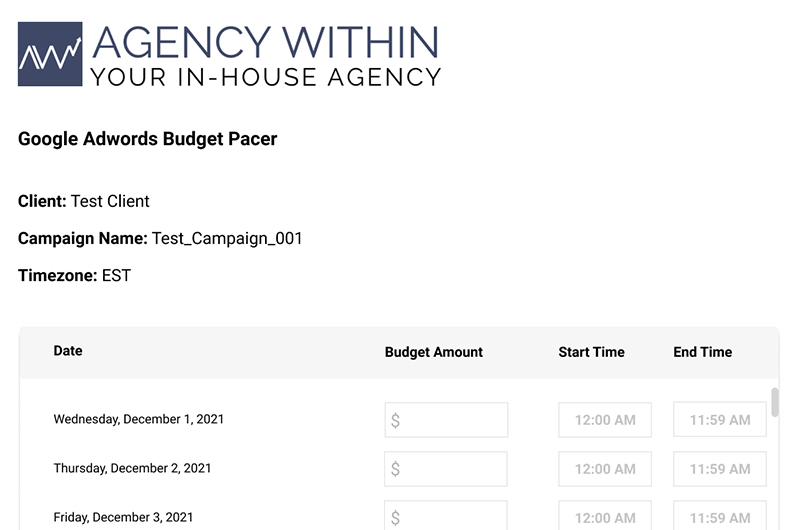 AW AGENCY WITHIN
YOUR IN-HOUSE AGENCY
Google Adwords Budget Pacer
Client: Test Client
Campaign Name: Test_Campaign_001
Timezone: EST
Date Budget Amount Start Time End Time
Wednesday, December 1, 2021 $ 12:00 AM 11:59 AM
Thursday, December 2, 2021 $ 12:00 AM 11:59 AM
Friday, December 3, 2021 $ 12:00 AM 11:59 AM